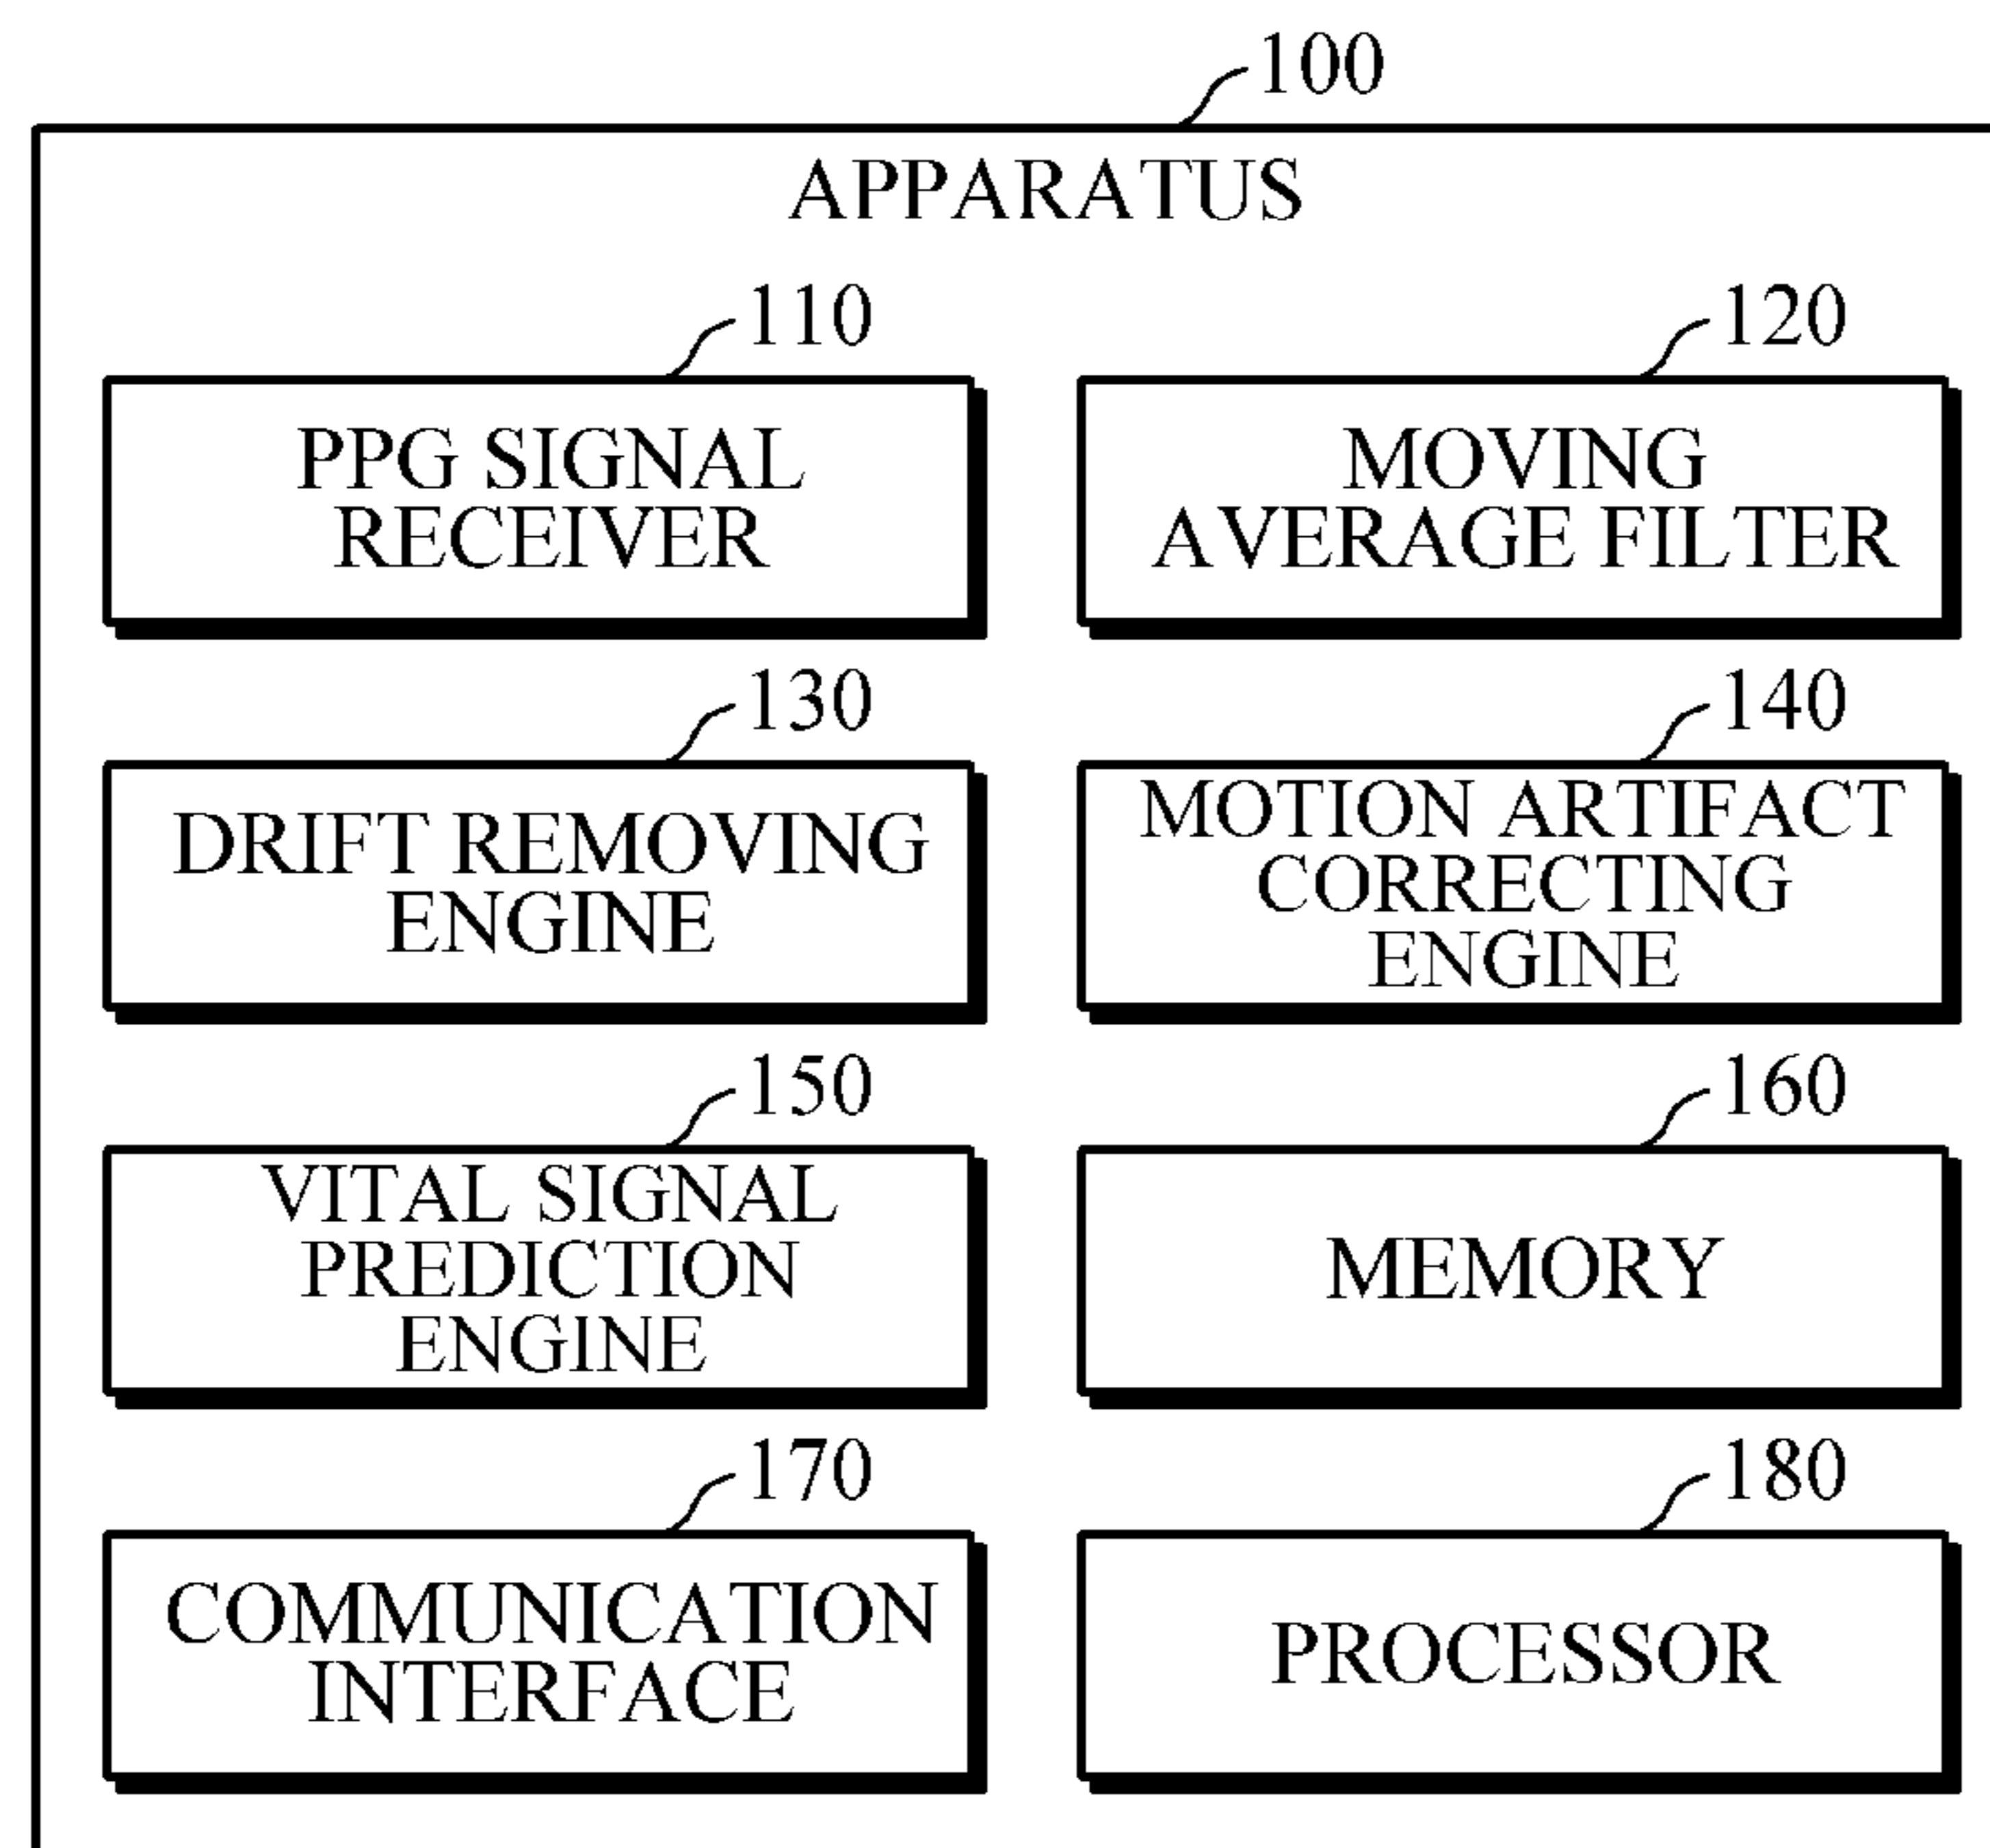 100
APPARATUS
110
PPG SIGNAL
RECEIVER
120
MOVING
AVERAGE FILTER
130
DRIFT REMOVING
ENGINE
140
MOTION ARTIFACT
CORRECTING
ENGINE
150
VITAL SIGNAL
PREDICTION
ENGINE
160
MEMORY
170
COMMUNICATION
INTERFACE
180
PROCESSOR